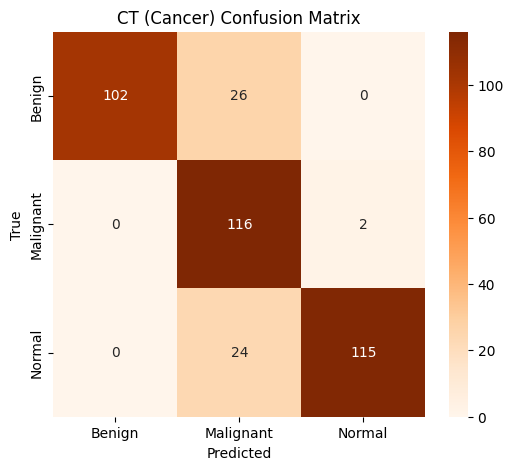 CT (Cancer) Confusion Matrix
Benign
102
26
0
100
80
True
Malignant
0
116
2
60
40
Normal
0
24
115
20
0
Benign
Malignant
Normal
Predicted